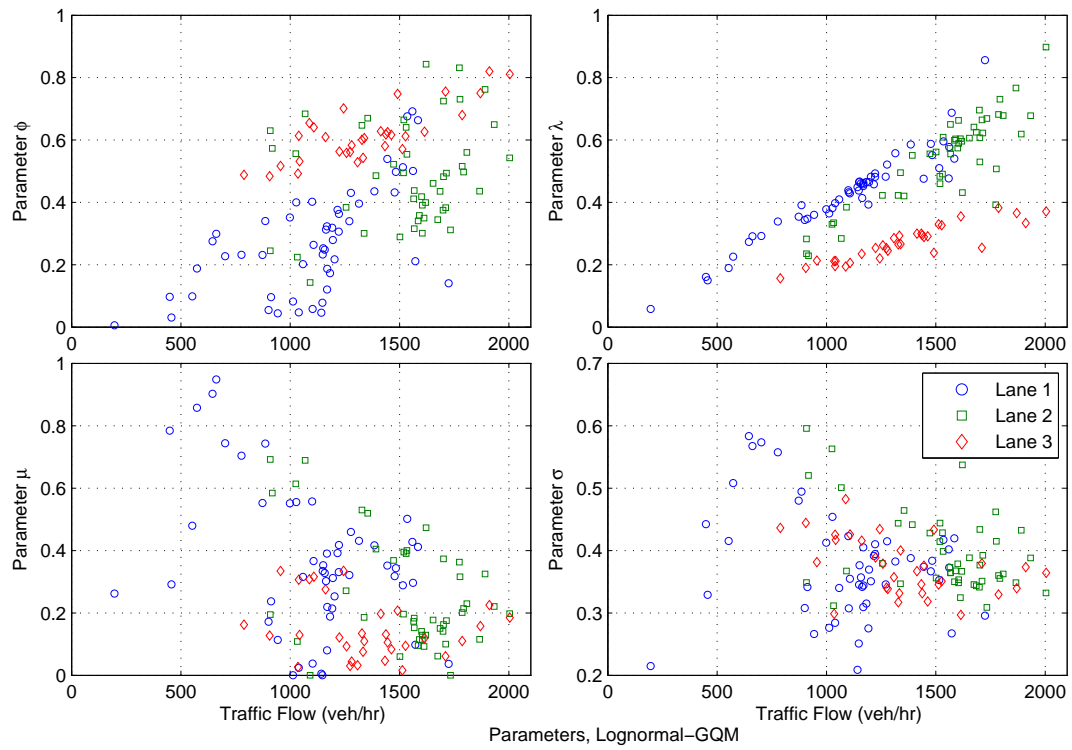 1
0.8
0.6
0.4
0.2
0
Parameter ϕ
0 500 1000 1500 2000
1
0.8
0.6
0.4
0.2
0
Parameter λ
0 500 1000 1500 2000
1
0.8
0.6
0.4
0.2
0
Parameter μ
0 500 1000 1500 2000
Traffic Flow (veh/hr)
0.7
0.6
0.5
0.4
0.3
0.2
Parameter σ
0 500 1000 1500 2000
Traffic Flow (veh/hr)
Lane 1
Lane 2
Lane 3
Parameters, Lognormal−GQM